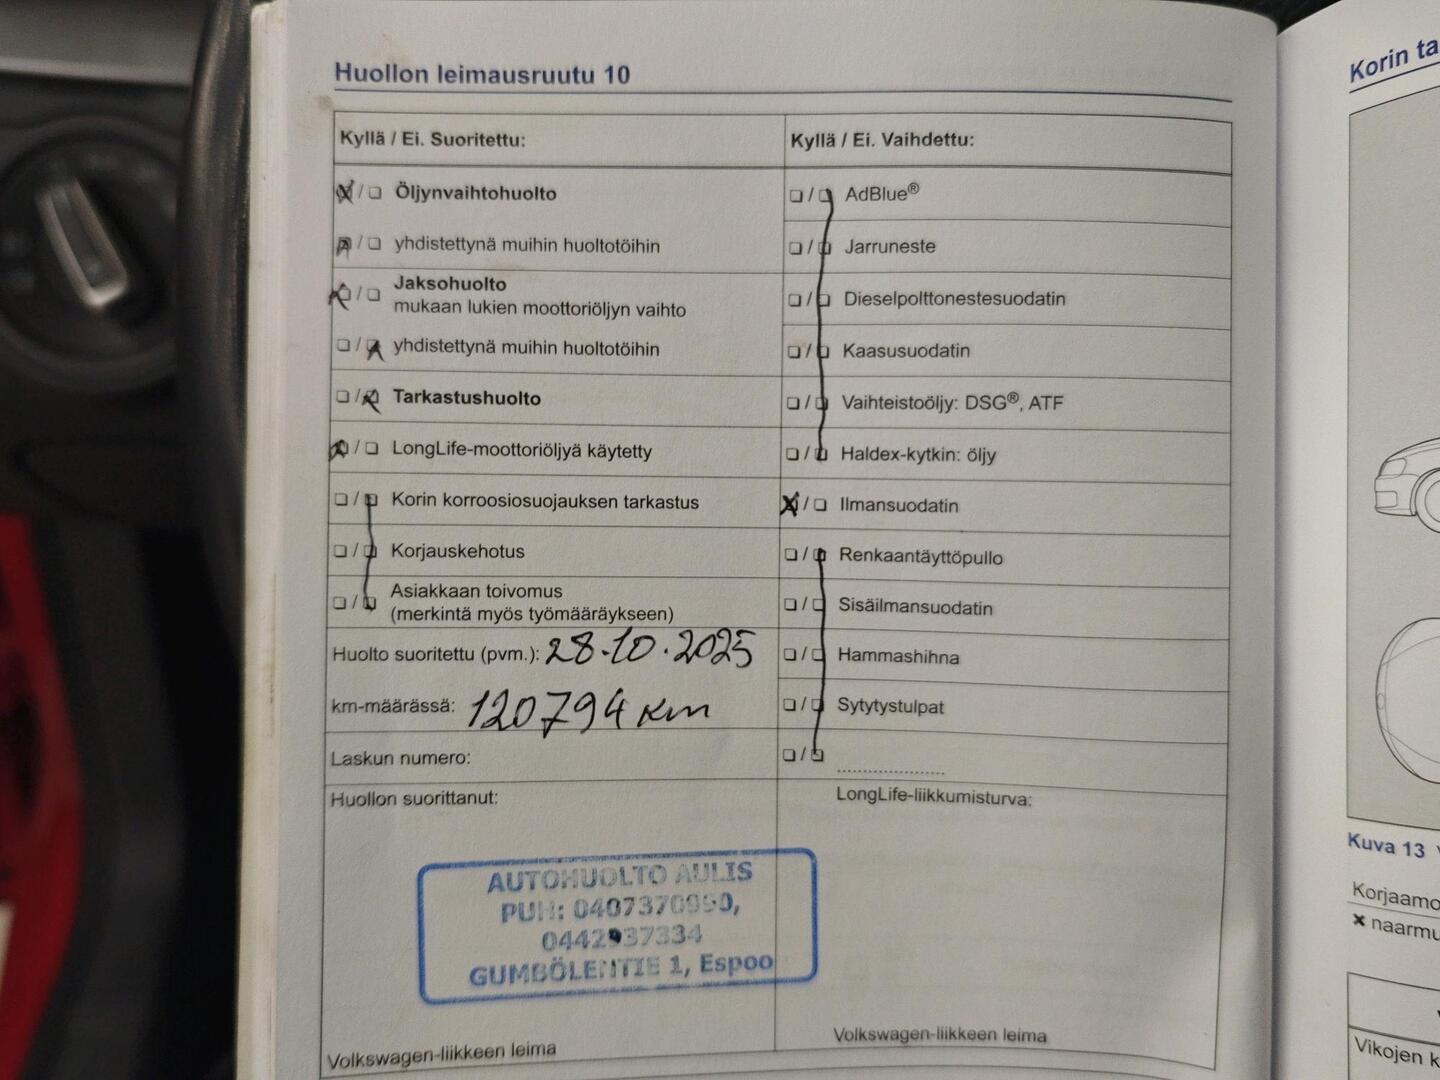 Huollon leimausruutu 10
Kyllä / Ei. Suoritettu:
Öljynvaihtohuolto
yhdistettynä muihin huoltotöihin
Jaksohuolto
mukaan lukien moottoriöljyn vaihto
yhdistettynä muihin huoltotöihin
Tarkastushuolto
LongLife-moottoriöljyä käytetty
Korin korroosiosuojauksen tarkastus
Korjauskehotus
Asiakkaan toivomus
(merkintä myös työmääräykseen)
Huolto suoritettu (pvm.): 28.10.2025
km-määrässä: 120794 km
Laskun numero:
Huollon suorittanut:
AUTOHUOLTO AULIS
PUH:
GUMBÖLENTIE 1, Espoo
Volkswagen-liikkeen leima
Kyllä / Ei. Vaihdettu:
AdBlue®
Jarruneste
Dieselpolttonestesuodatin
Kaasusuodatin
Vaihteistoöljy: DSG®, ATF
Haldex-kytkin: öljy
Ilmansuodatin
Renkaantäyttöpullo
Sisäilmansuodatin
Hammashihna
Sytytystulpat
LongLife-liikkumisturva:
Volkswagen-liikkeen leima
Korin ta
Kuva 13
Korjaamo
naarmu
Vikojen k